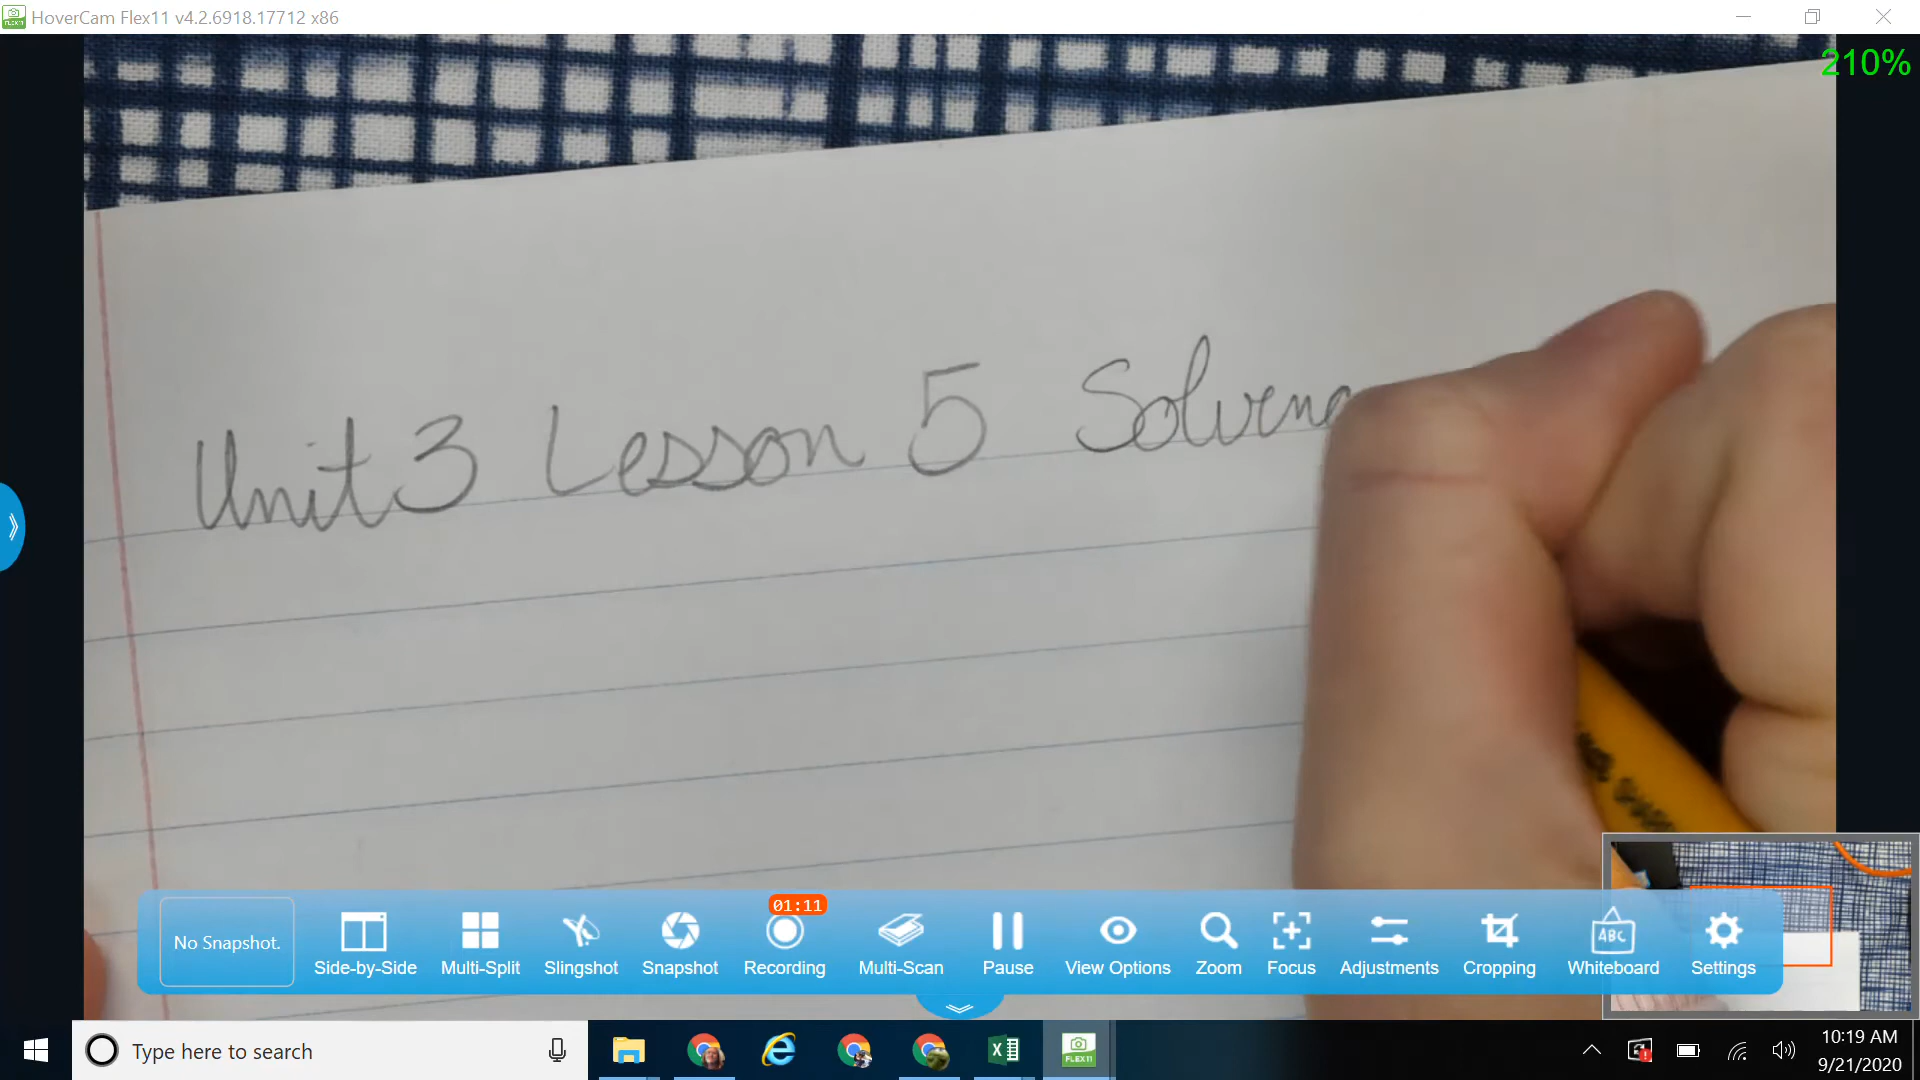 HoverCam Flex11 v4.2.6918.17712 x86
210%
Unit 3 Lesson 5 Solving
No Snapshot.
Side-by-Side
Multi-Split
Slingshot
Snapshot
01:11
Recording
Multi-Scan
Pause
View Options
Zoom
Focus
Adjustments
Cropping
ABC
Whiteboard
Settings
Type here to search
FLEX11
10:19 AM
9/21/2020